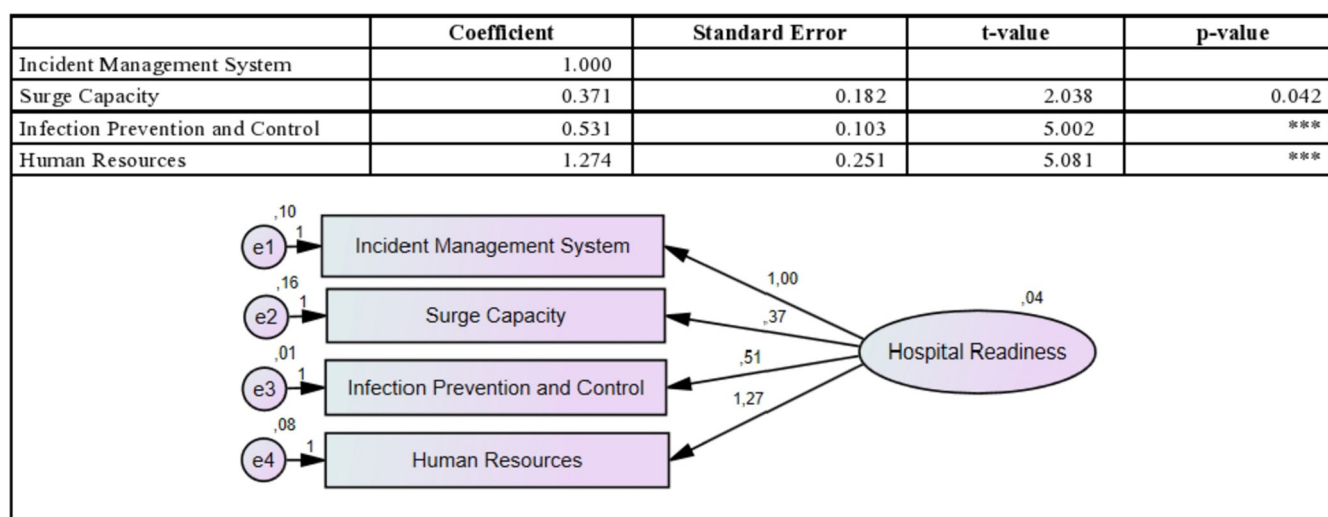 Coefficient Standard Error t-value p-value
Incident Management System 1.000
Surge Capacity 0.371 0.182 2.038 0.042
Infection Prevention and Control 0.531 0.103 5.002 ***
Human Resources 1.274 0.251 5.081 ***
,10
e1 1 Incident Management System
1,00
,16
e2 1 Surge Capacity
,37
,04
Hospital Readiness
,01
e3 1 Infection Prevention and Control
,51
,08
e4 1 Human Resources
1,27